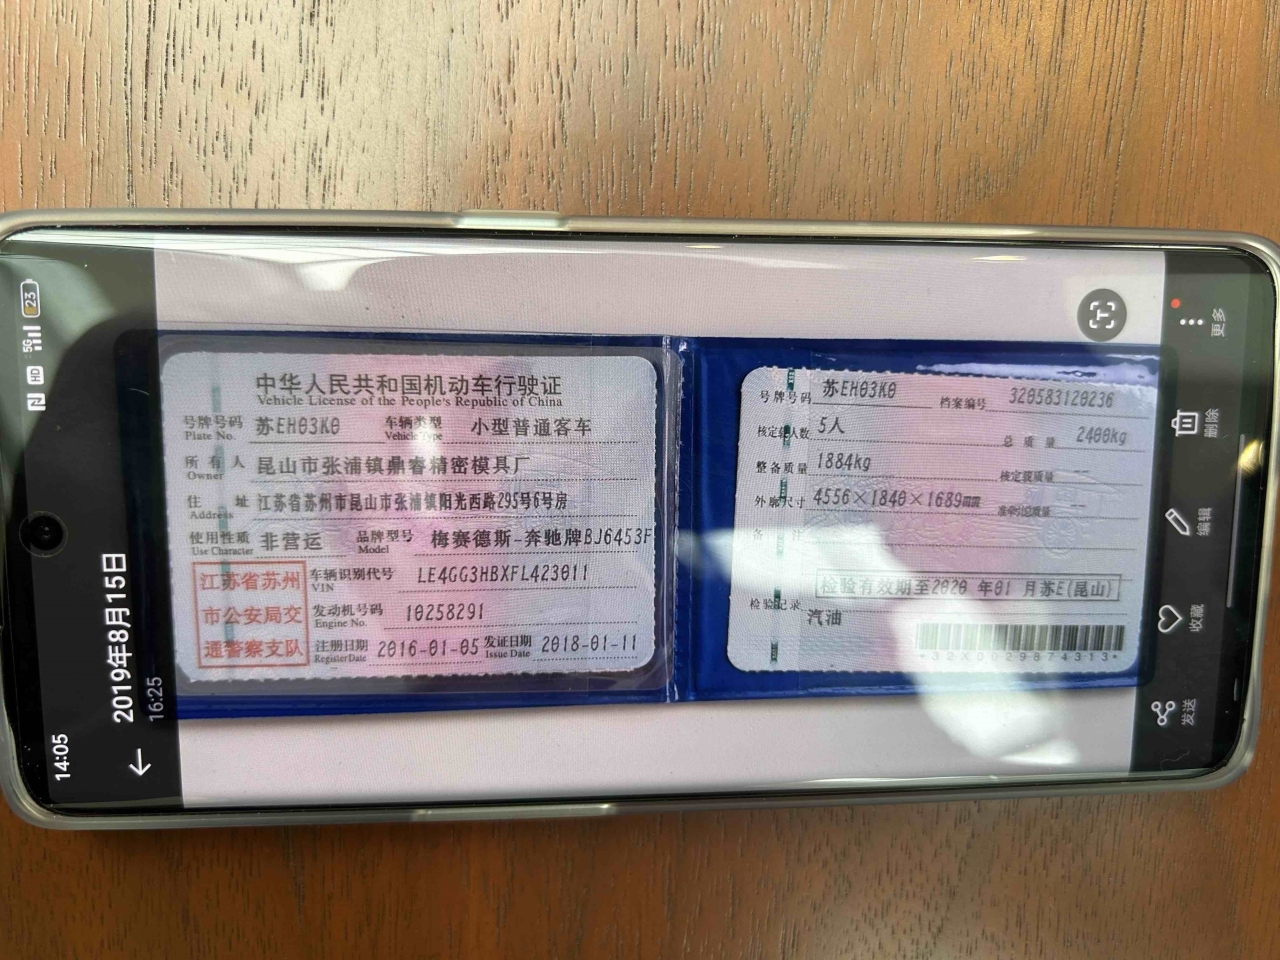 14:05
5G HD 23
2019年8月15日
16:25
中华人民共和国机动车行驶证
Vehicle License of the People's Republic of China
号牌号码 苏EH03K0 车辆类型 小型普通客车
Plate No. Vehicle Type
所有人 昆山市张浦镇鼎睿精密模具厂
Owner
住址 江苏省苏州市昆山市张浦镇阳光西路295号6号房
Address
使用性质 非营运 品牌型号 梅赛德斯-奔驰牌BJ6453F
Use Character Model
江苏省苏州
市公安局交
通警察支队
车辆识别代号 LE4GG3HBXFL423011
VIN
发动机号码 10258291
Engine No.
注册日期 2016-01-05 发证日期 2018-01-11
Register Date Issue Date
号牌号码 苏EH03K0 档案编号 320583120236
核定载人数 5人 总质量 2400kg
整备质量 1884kg 核定载质量 --
外廓尺寸 4556×1840×1689mm 准牵引总质量 --
备注
检验有效期至2020 年01 月苏E(昆山)
检验记录
汽油
*32X0029874313*
更多
删除
编辑
收藏
发送